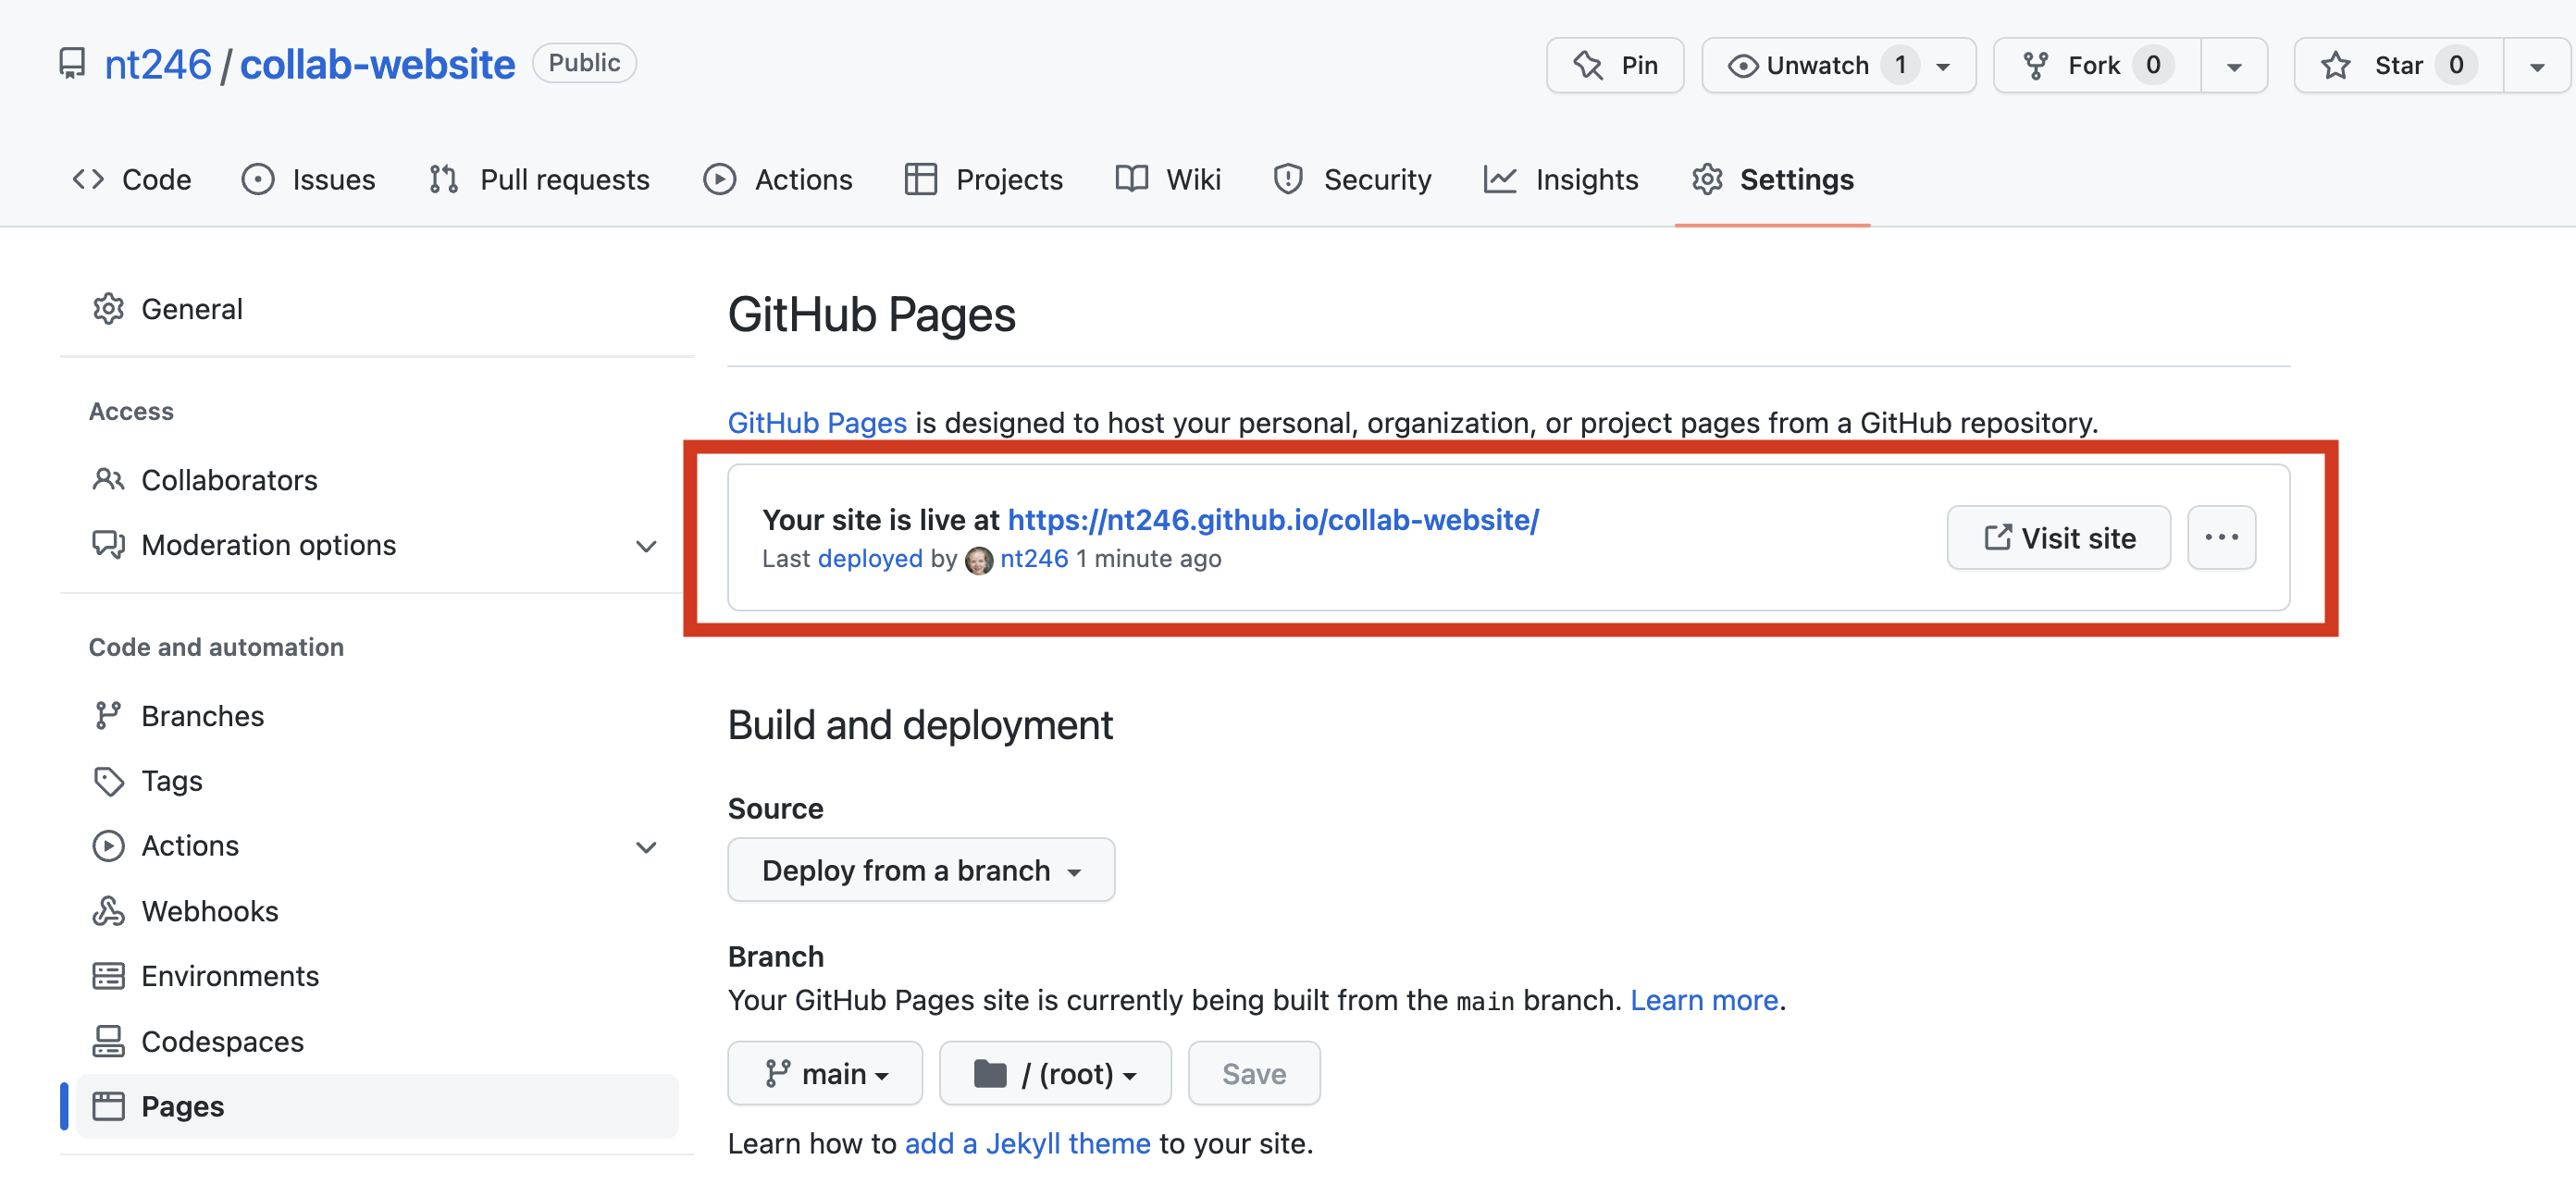 nt246 / collab-website Public
Pin Unwatch 1 Fork 0 Star 0
Code Issues Pull requests Actions Projects Wiki Security Insights Settings
General
Access
Collaborators
Moderation options
Code and automation
Branches
Tags
Actions
Webhooks
Environments
Codespaces
Pages
GitHub Pages
GitHub Pages is designed to host your personal, organization, or project pages from a GitHub repository.
Your site is live at https://nt246.github.io/collab-website/
Last deployed by nt246 1 minute ago
Visit site
Build and deployment
Source
Deploy from a branch
Branch
Your GitHub Pages site is currently being built from the main branch. Learn more.
main / (root) Save
Learn how to add a Jekyll theme to your site.